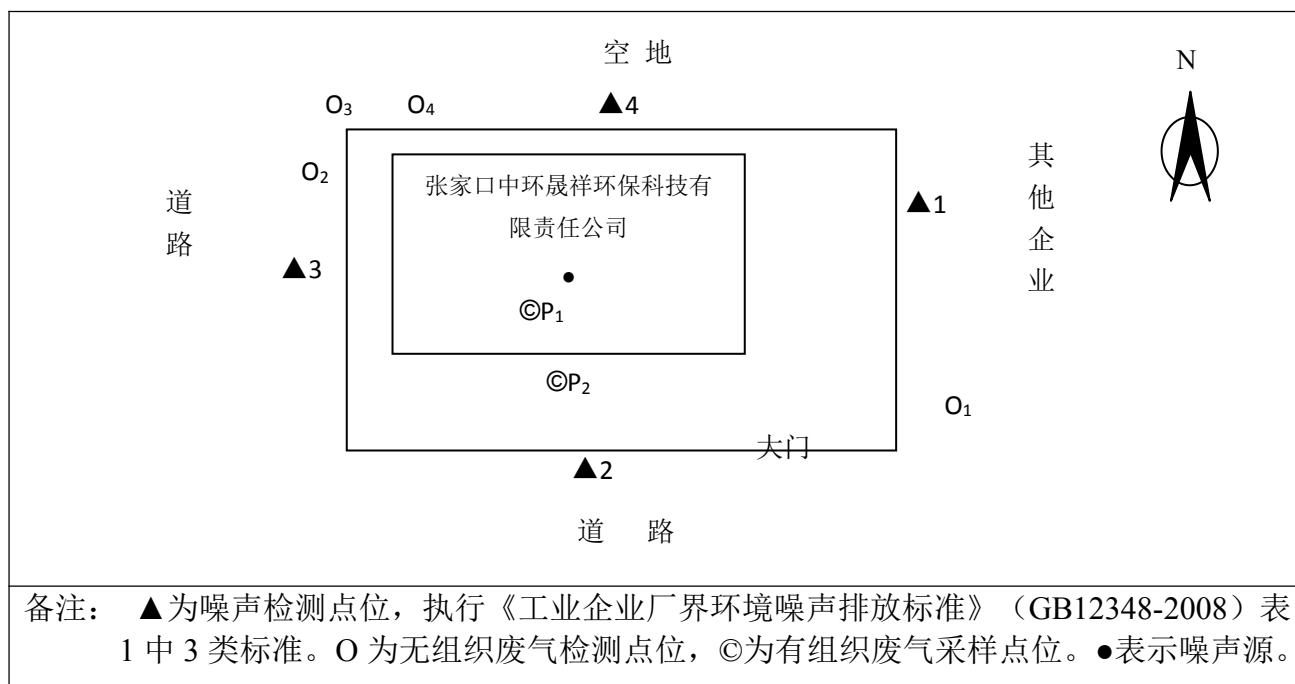 空 地
N
O₃
O₄
▲4
其他企业
O₂
张家口中环晟祥环保科技有
限责任公司
道路
▲1
▲3
●
©P₁
©P₂
O₁
大门
▲2
道 路
备注： ▲为噪声检测点位，执行《工业企业厂界环境噪声排放标准》（GB12348-2008）表
1 中 3 类标准。O 为无组织废气检测点位，©为有组织废气采样点位。●表示噪声源。